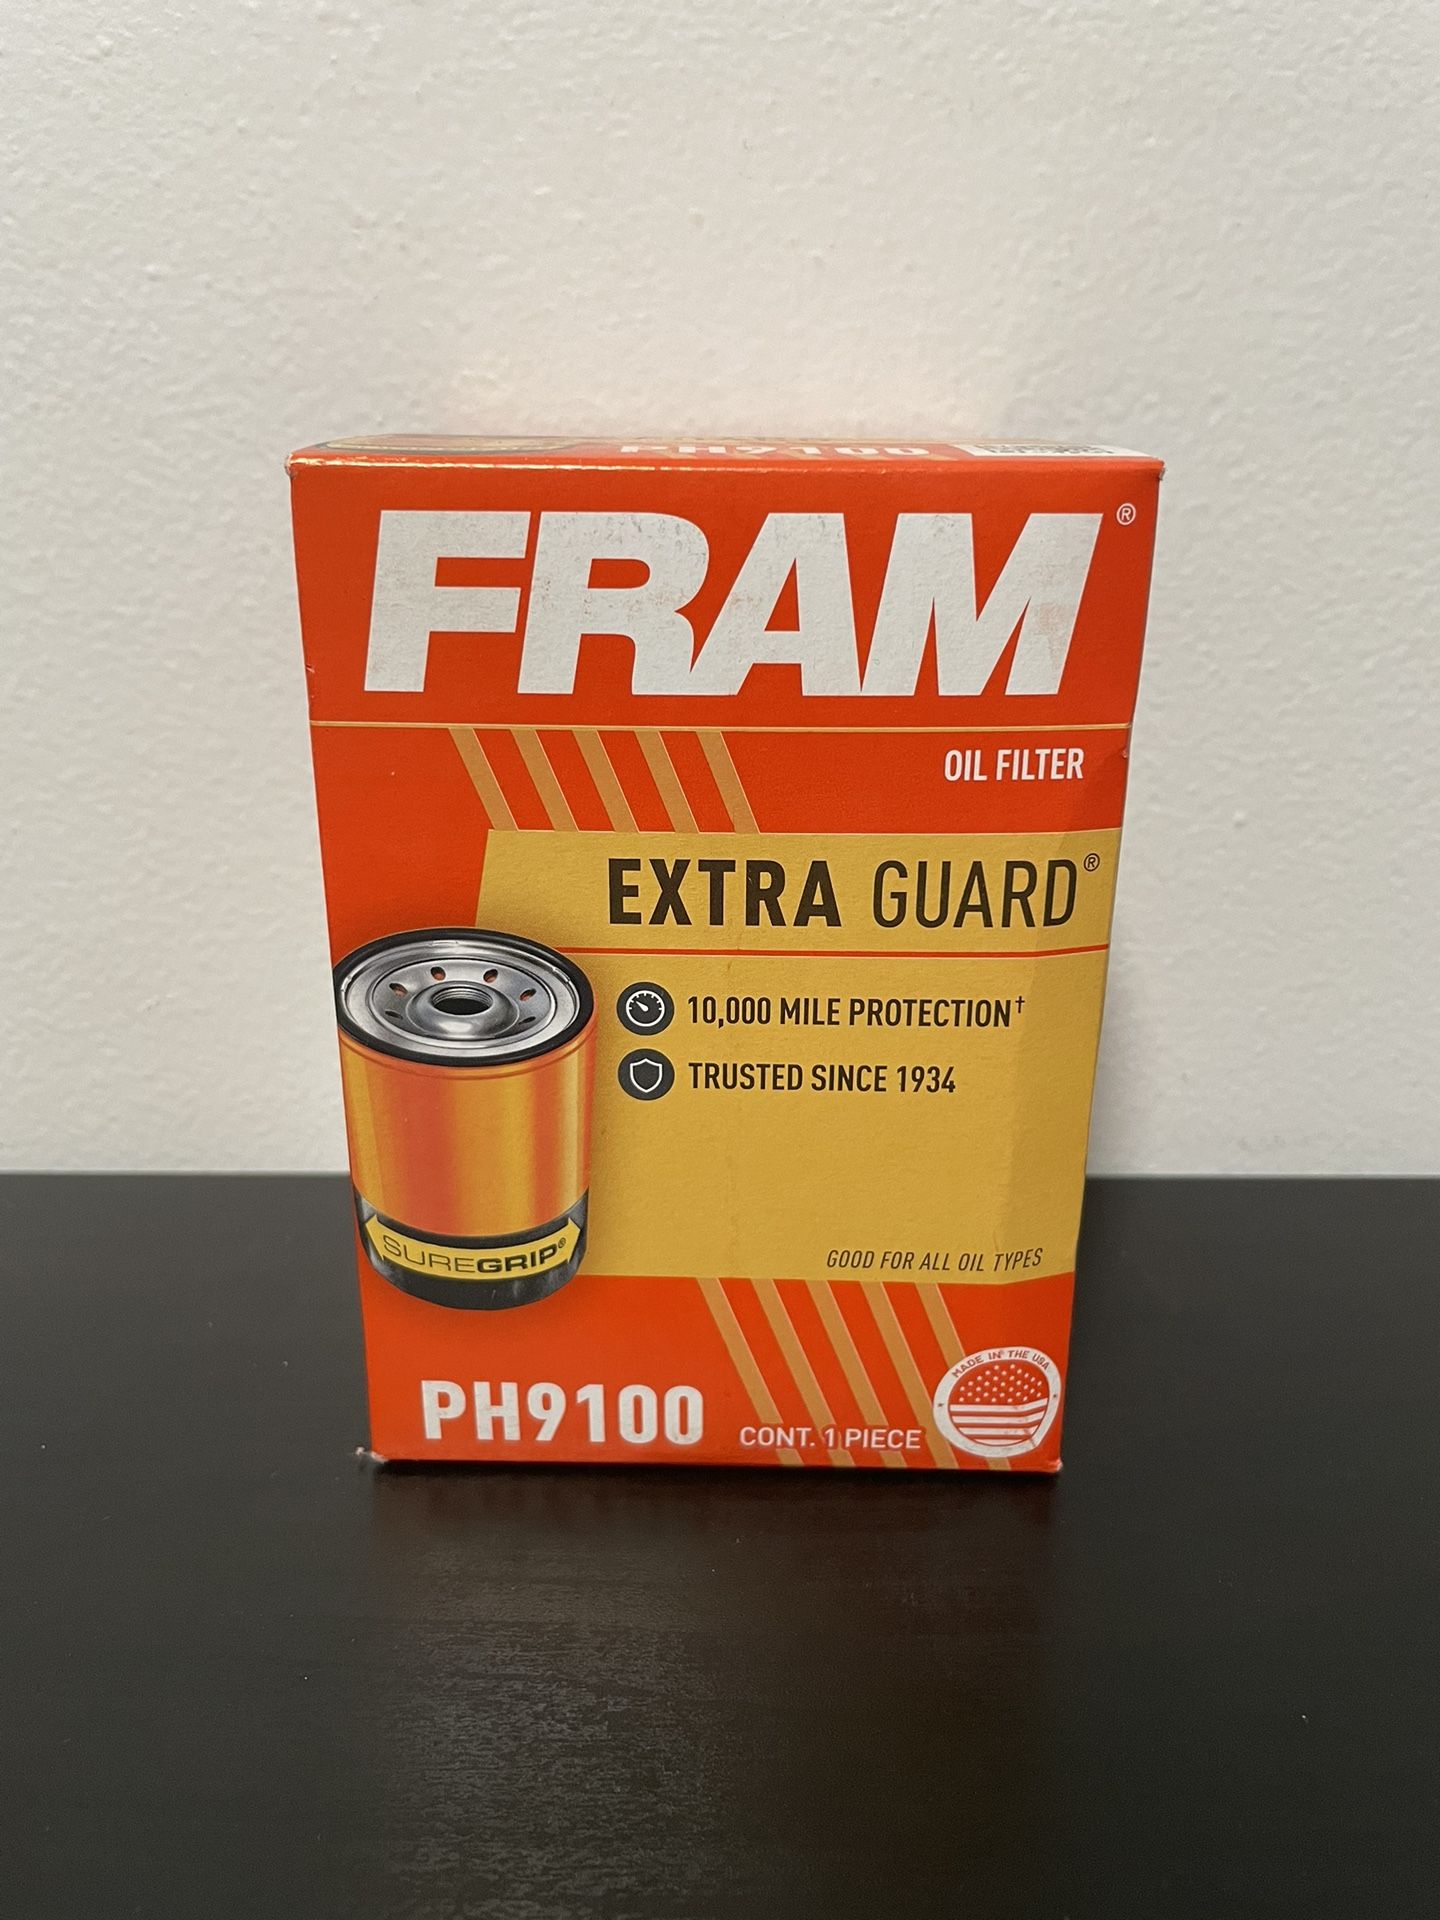 PH9100
FRAM®
OIL FILTER
EXTRA GUARD®
10,000 MILE PROTECTION†
TRUSTED SINCE 1934
SUREGRIP®
GOOD FOR ALL OIL TYPES
MADE IN THE USA
PH9100
CONT. 1 PIECE